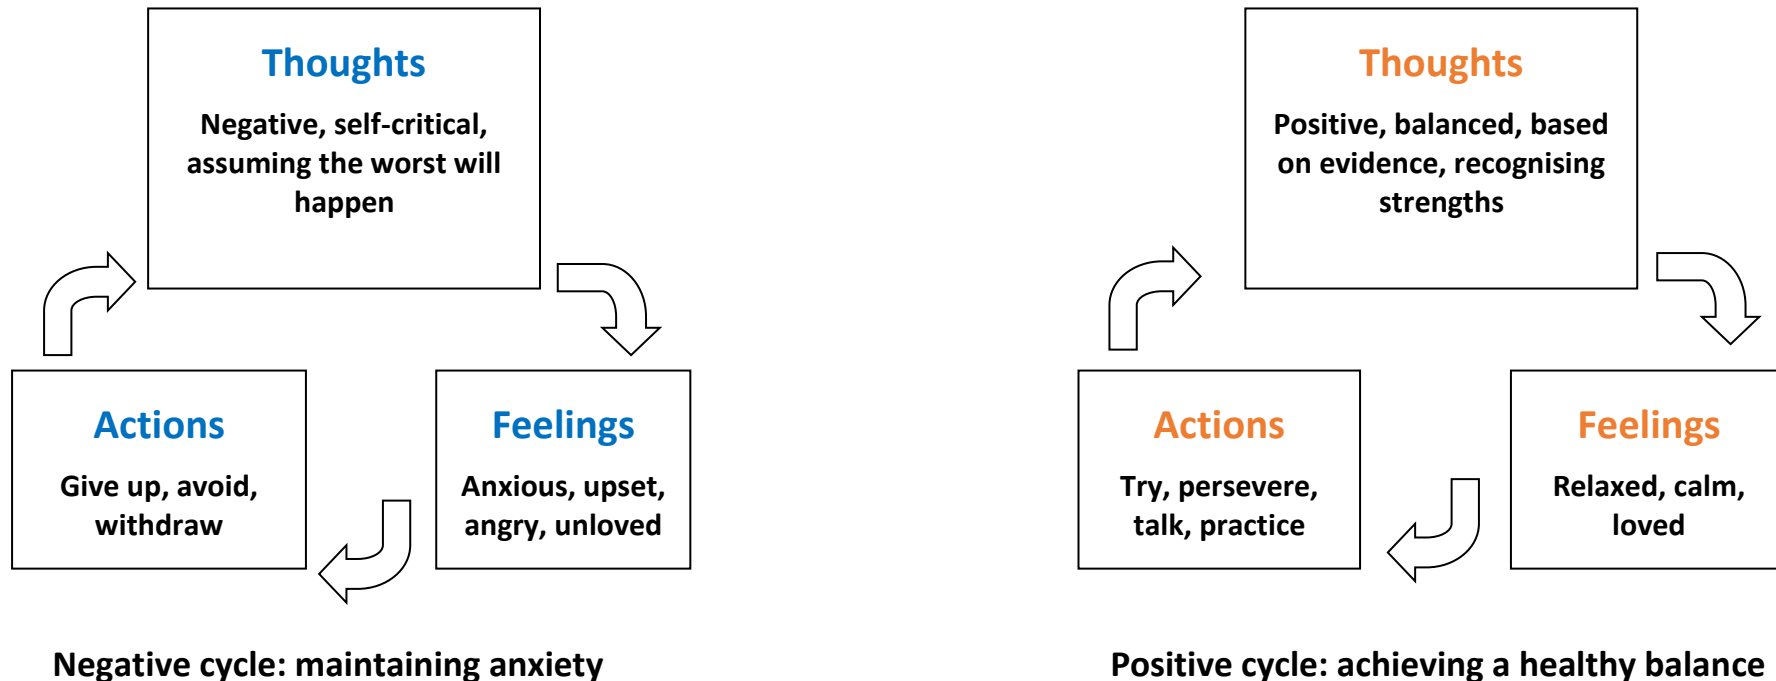 Thoughts
Negative, self-critical,
assuming the worst will
happen
Actions
Give up, avoid,
withdraw
Feelings
Anxious, upset,
angry, unloved
Negative cycle: maintaining anxiety
Thoughts
Positive, balanced, based
on evidence, recognising
strengths
Actions
Try, persevere,
talk, practice
Feelings
Relaxed, calm,
loved
Positive cycle: achieving a healthy balance